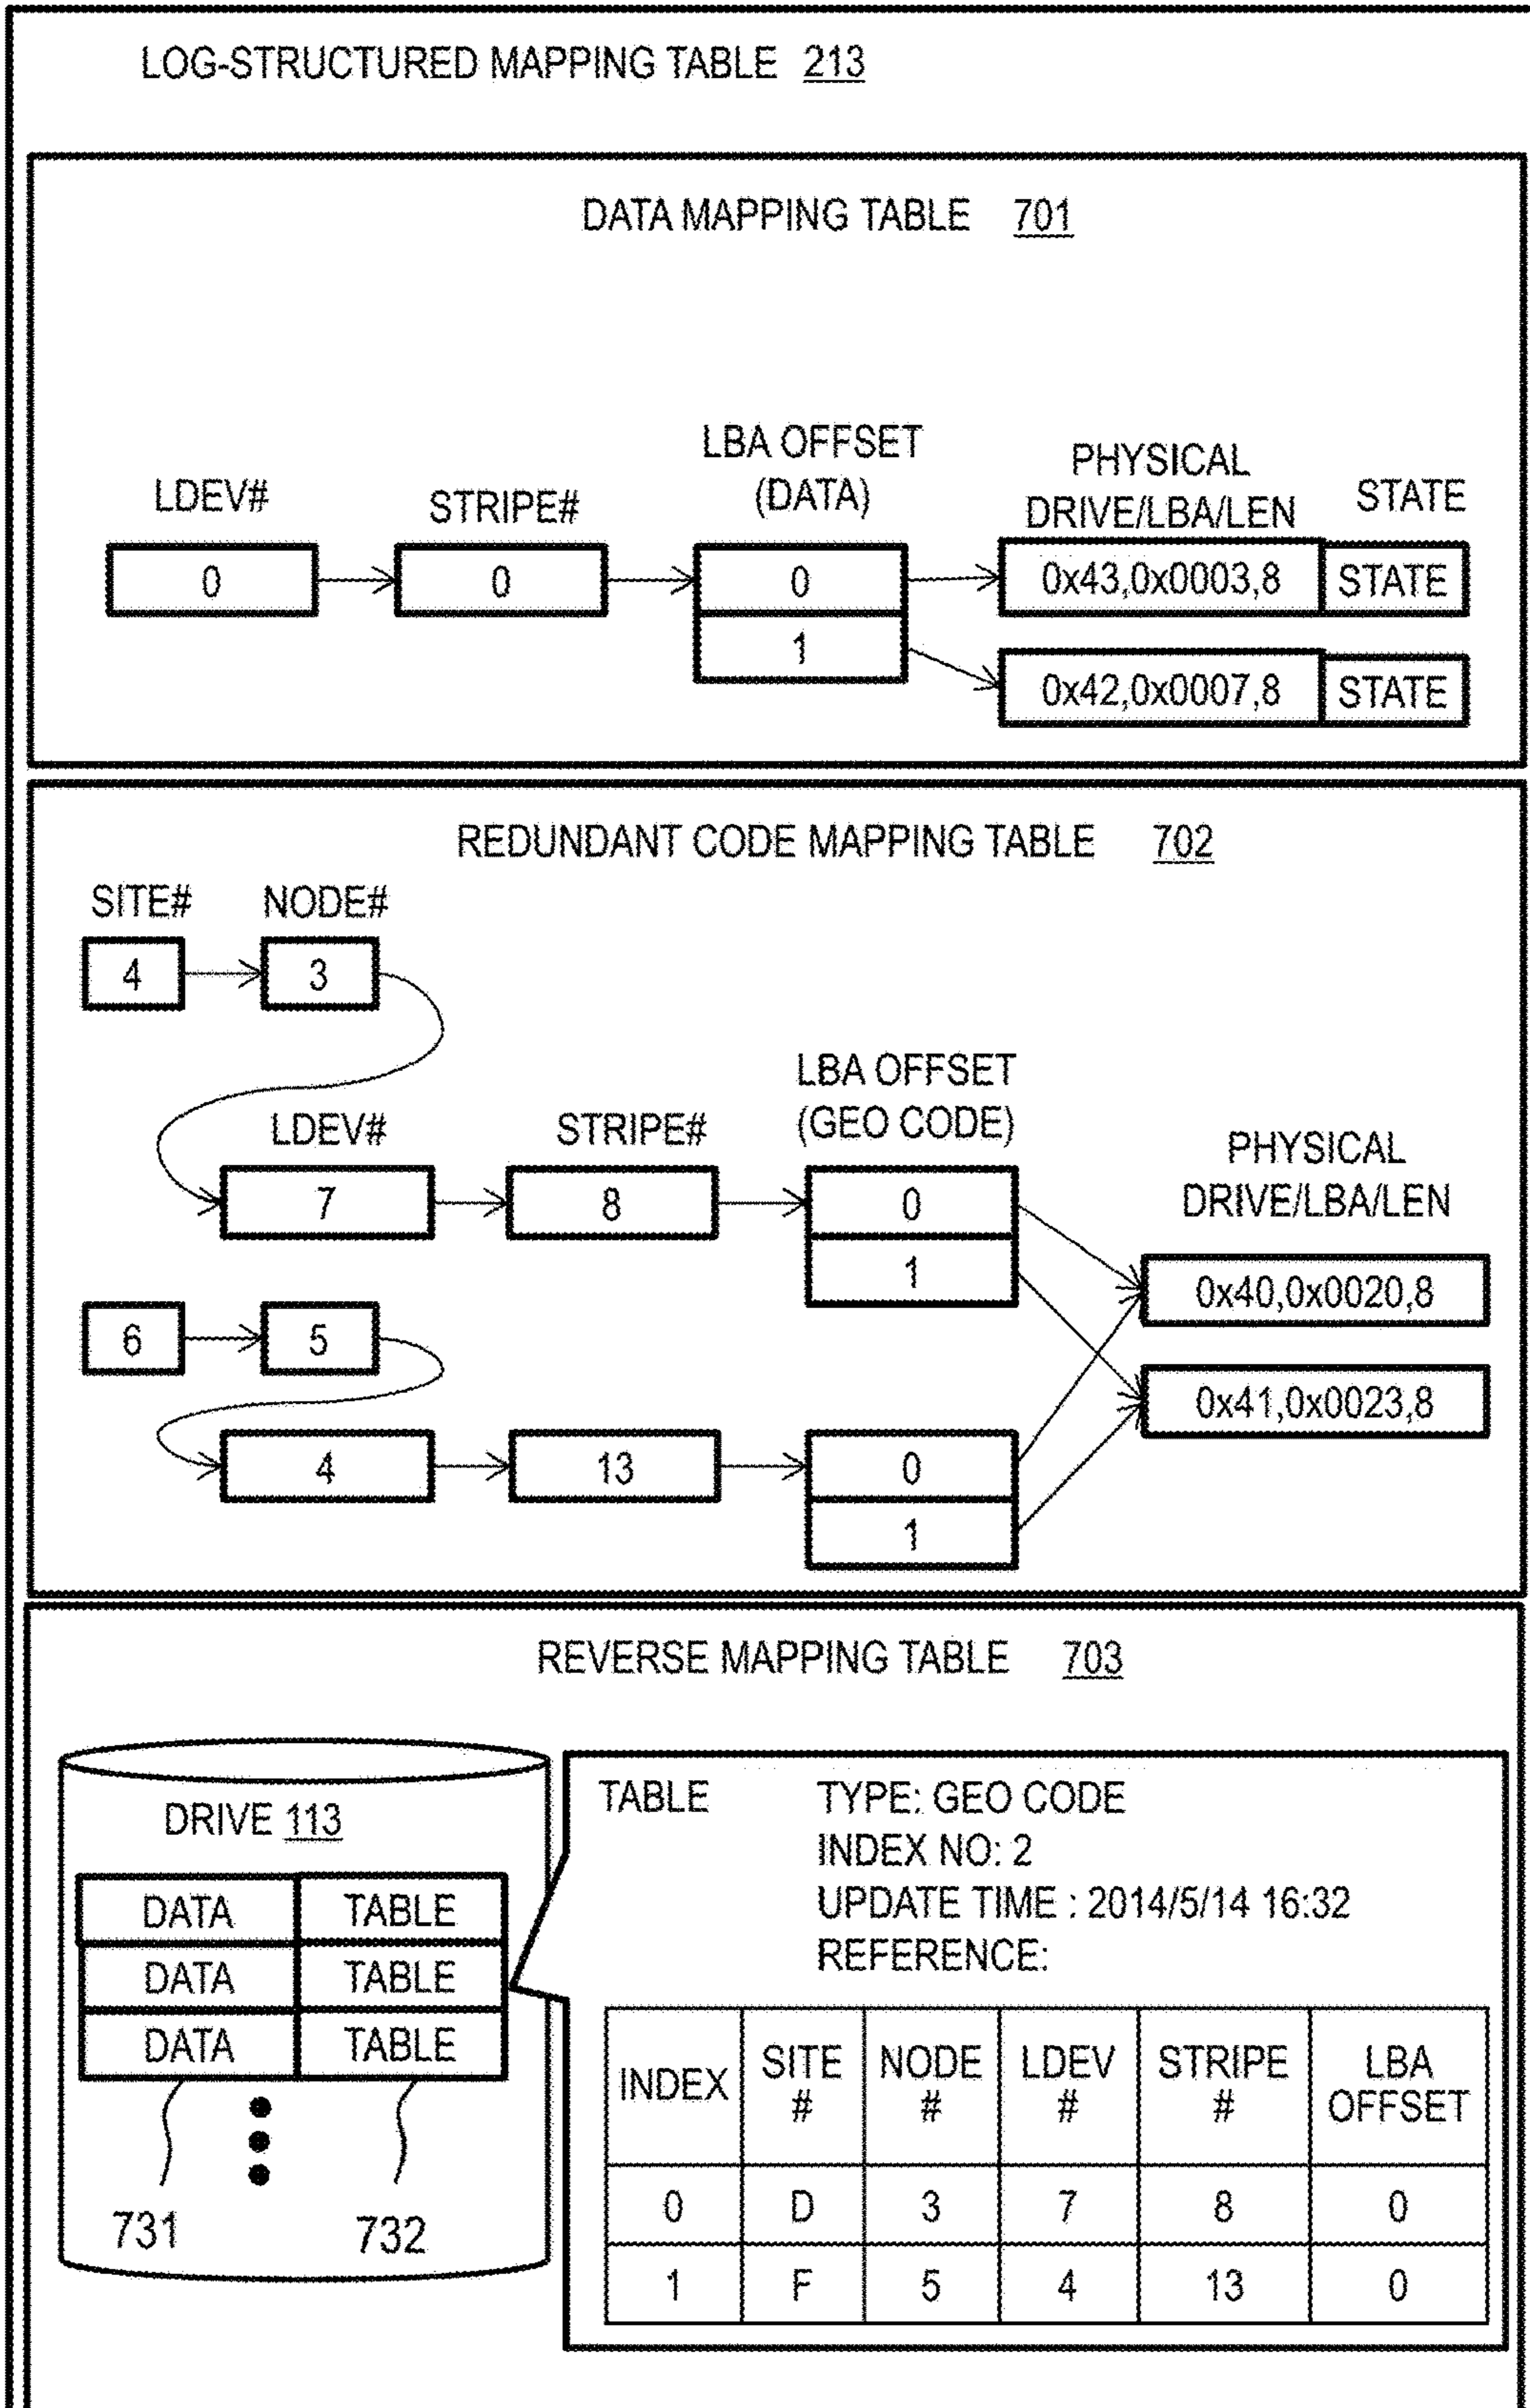 LOG-STRUCTURED MAPPING TABLE 213
DATA MAPPING TABLE 701
LDEV#
STRIPE#
LBA OFFSET
(DATA)
PHYSICAL
DRIVE/LBA/LEN
STATE
0
0
0
0x43,0x0003,8
STATE
1
0x42,0x0007,8
STATE
REDUNDANT CODE MAPPING TABLE 702
SITE#
NODE#
4
3
LDEV#
STRIPE#
LBA OFFSET
(GEO CODE)
PHYSICAL
DRIVE/LBA/LEN
7
8
0
1
0x40,0x0020,8
6
5
0x41,0x0023,8
4
13
0
1
REVERSE MAPPING TABLE 703
DRIVE 113
DATA TABLE
DATA TABLE
DATA TABLE
731
732
TABLE
TYPE: GEO CODE
INDEX NO: 2
UPDATE TIME : 2014/5/14 16:32
REFERENCE:
INDEX SITE # NODE # LDEV # STRIPE # LBA OFFSET
0 D 3 7 8 0
1 F 5 4 13 0